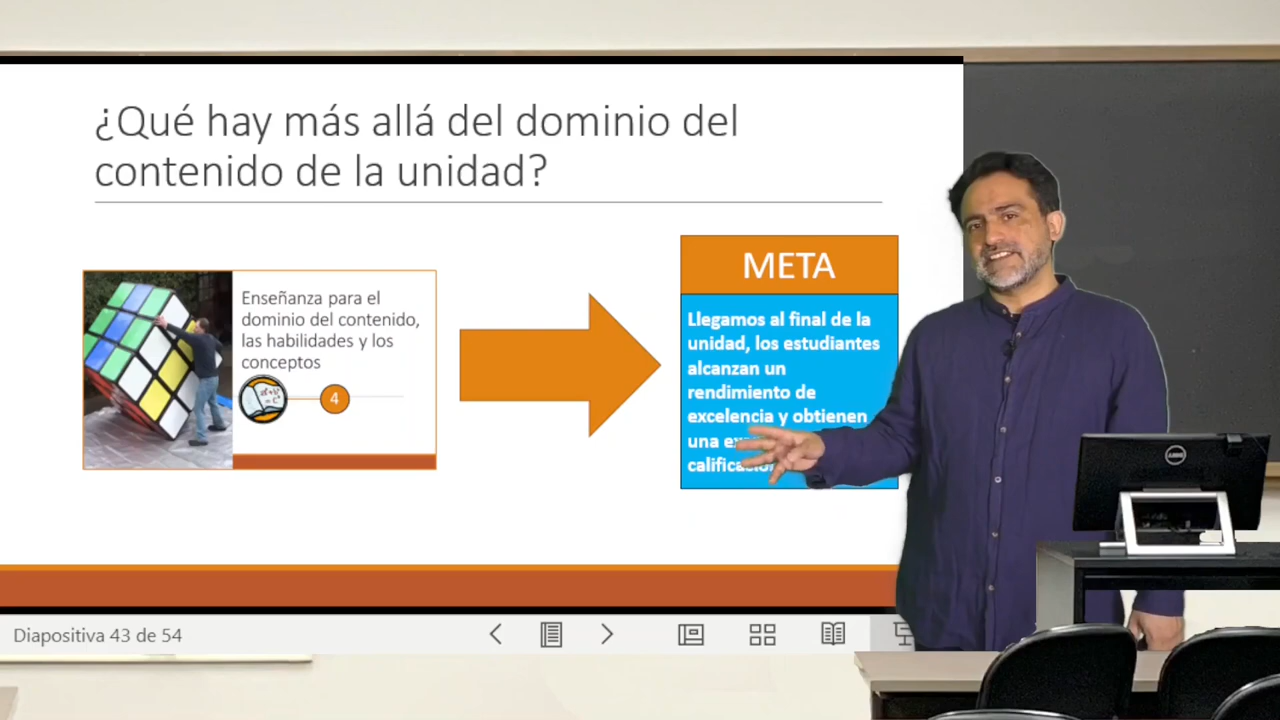 ¿Qué hay más allá del dominio del
contenido de la unidad?
Enseñanza para el
dominio del contenido,
las habilidades y los
conceptos
4
META
Llegamos al final de la
unidad, los estudiantes
alcanzan un
rendimiento de
excelencia y obtienen
una
Diapositiva 43 de 54
DELL